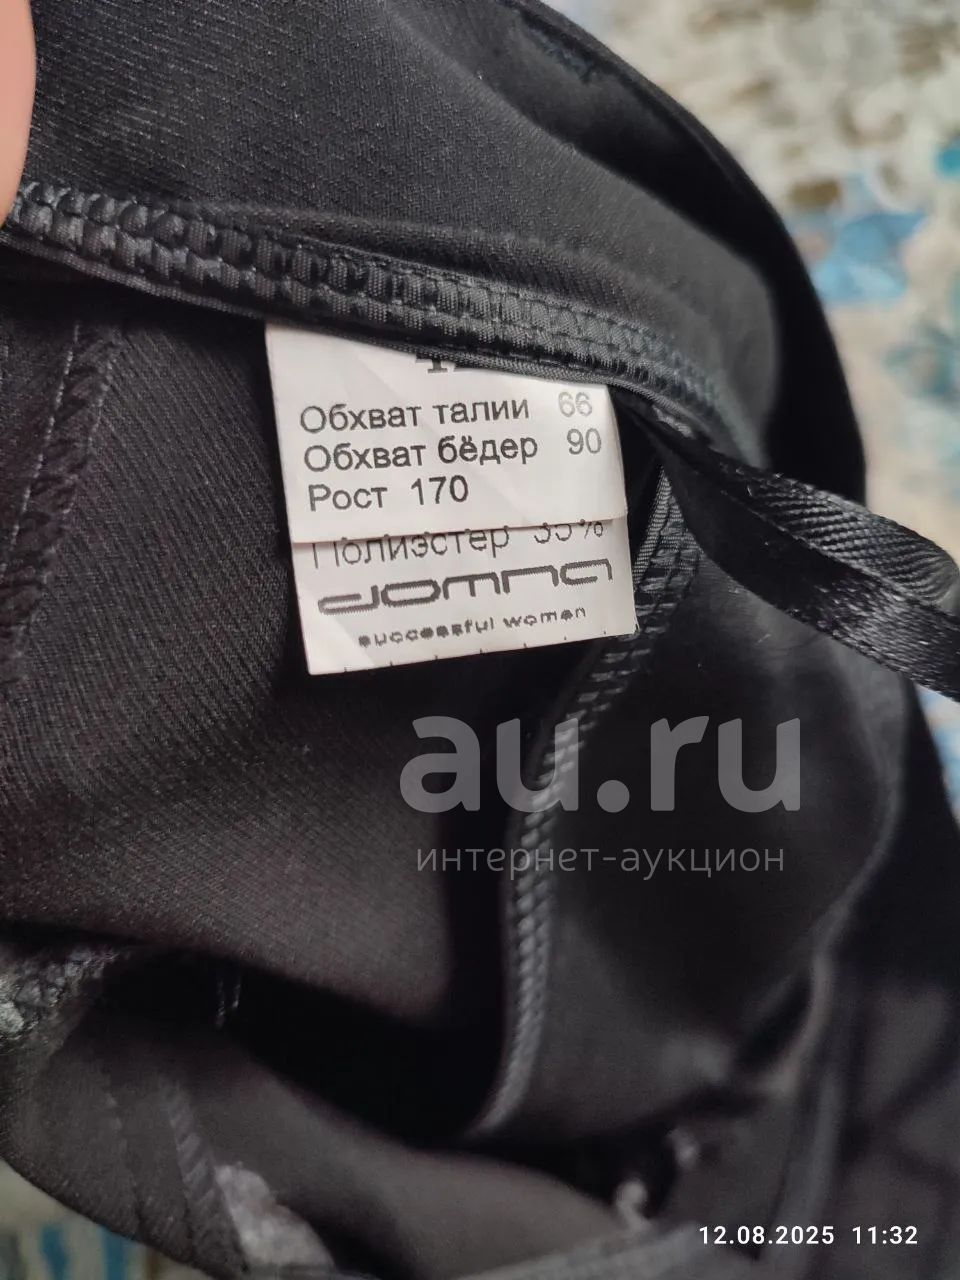 Обхват талии 66
Обхват бёдер 90
Рост 170
Полиэстер
domna
successful women
au.ru
интернет-аукцион
12.08.2025 11:32